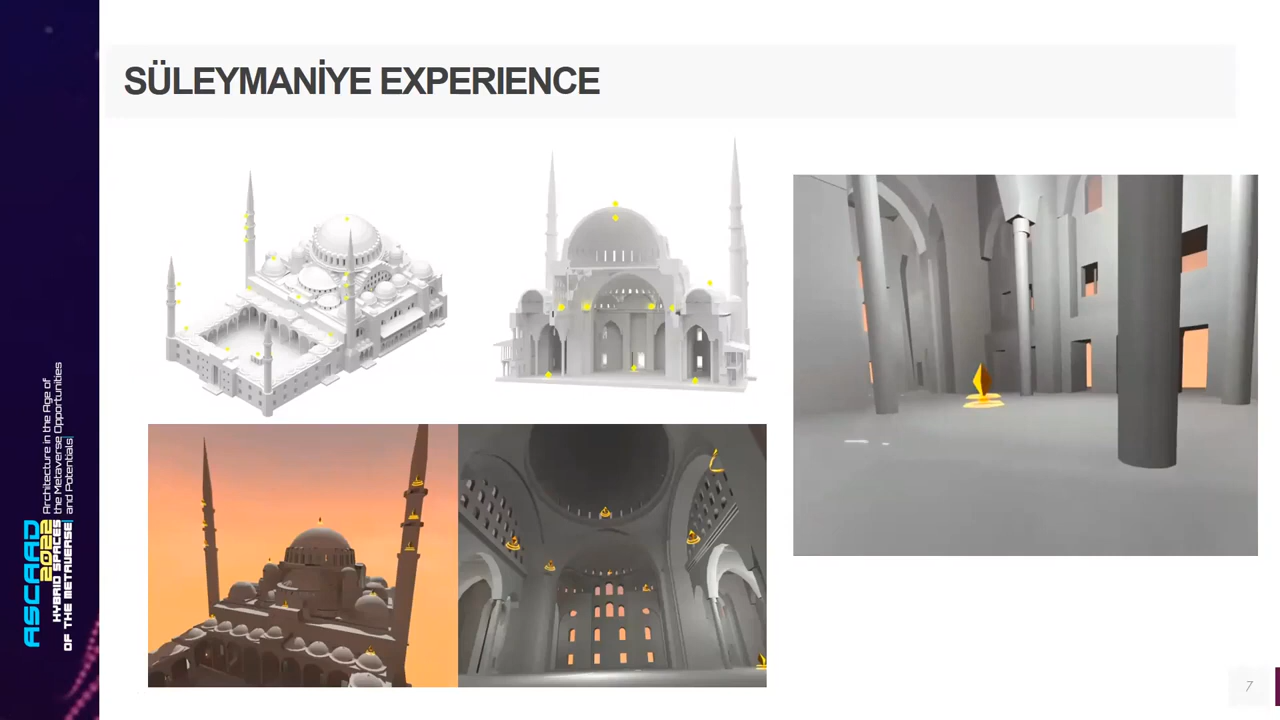 SÜLEYMANİYE EXPERIENCE
ASCAAD
2022
HYBRID SPACES
OF THE METAVERSE
Architecture in the Age of
the Metaverse Opportunities
and Potentials
7